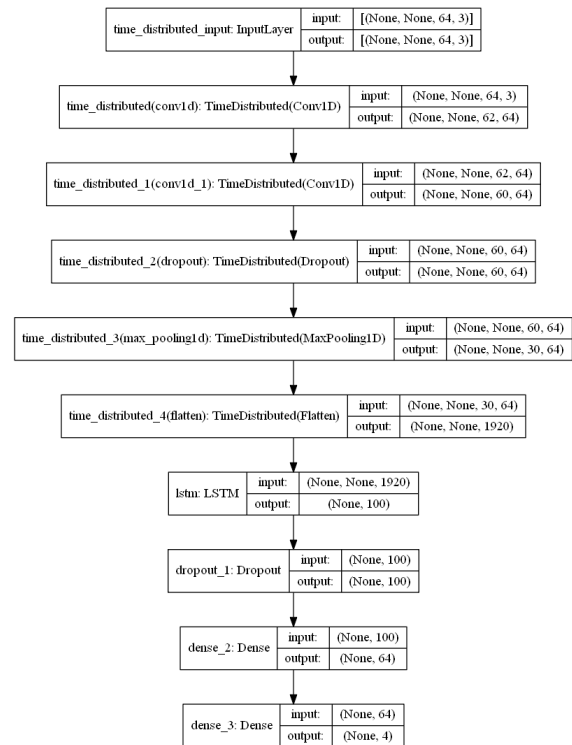 time_distributed_input: InputLayer
input: [(None, None, 64, 3)]
output: [(None, None, 64, 3)]
time_distributed(conv1d): TimeDistributed(Conv1D)
input: (None, None, 64, 3)
output: (None, None, 62, 64)
time_distributed_1(conv1d_1): TimeDistributed(Conv1D)
input: (None, None, 62, 64)
output: (None, None, 60, 64)
time_distributed_2(dropout): TimeDistributed(Dropout)
input: (None, None, 60, 64)
output: (None, None, 60, 64)
time_distributed_3(max_pooling1d): TimeDistributed(MaxPooling1D)
input: (None, None, 60, 64)
output: (None, None, 30, 64)
time_distributed_4(flatten): TimeDistributed(Flatten)
input: (None, None, 30, 64)
output: (None, None, 1920)
lstm: LSTM
input: (None, None, 1920)
output: (None, 100)
dropout_1: Dropout
input: (None, 100)
output: (None, 100)
dense_2: Dense
input: (None, 100)
output: (None, 64)
dense_3: Dense
input: (None, 64)
output: (None, 4)